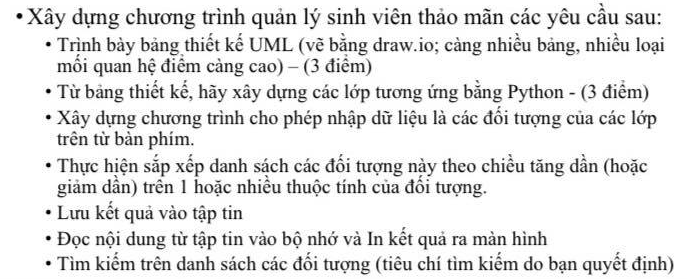 • Xây dựng chương trình quản lý sinh viên thảo mãn các yêu cầu sau:
• Trình bày bảng thiết kế UML (vẽ bằng draw.io; càng nhiều bảng, nhiều loại
mối quan hệ điểm càng cao) – (3 điểm)
• Từ bảng thiết kế, hãy xây dựng các lớp tương ứng bằng Python - (3 điểm)
• Xây dựng chương trình cho phép nhập dữ liệu là các đối tượng của các lớp
trên từ bàn phím.
• Thực hiện sắp xếp danh sách các đối tượng này theo chiều tăng dần (hoặc
giảm dần) trên 1 hoặc nhiều thuộc tính của đối tượng.
• Lưu kết quả vào tập tin
• Đọc nội dung từ tập tin vào bộ nhớ và In kết quả ra màn hình
• Tìm kiếm trên danh sách các đối tượng (tiêu chí tìm kiếm do bạn quyết định)